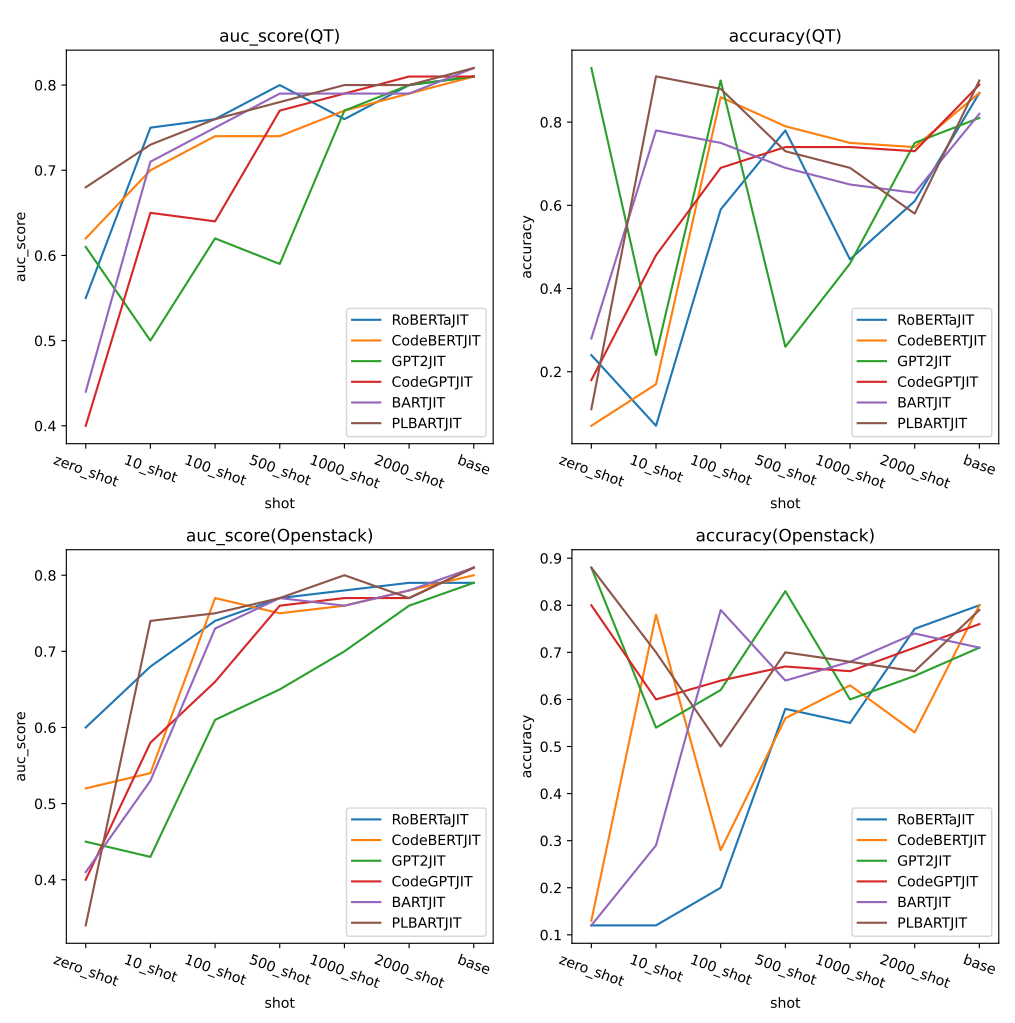 auc_score(QT)
auc_score
0.8
0.7
0.6
0.5
0.4
zero_shot 10_shot 100_shot 500_shot 1000_shot 2000_shot base
shot
RoBERTaJIT
CodeBERTJIT
GPT2JIT
CodeGPTJIT
BARTJIT
PLBARTJIT
accuracy(QT)
accuracy
0.8
0.6
0.4
0.2
zero_shot 10_shot 100_shot 500_shot 1000_shot 2000_shot base
shot
RoBERTaJIT
CodeBERTJIT
GPT2JIT
CodeGPTJIT
BARTJIT
PLBARTJIT
auc_score(Openstack)
auc_score
0.8
0.7
0.6
0.5
0.4
zero_shot 10_shot 100_shot 500_shot 1000_shot 2000_shot base
shot
RoBERTaJIT
CodeBERTJIT
GPT2JIT
CodeGPTJIT
BARTJIT
PLBARTJIT
accuracy(Openstack)
accuracy
0.9
0.8
0.7
0.6
0.5
0.4
0.3
0.2
0.1
zero_shot 10_shot 100_shot 500_shot 1000_shot 2000_shot base
shot
RoBERTaJIT
CodeBERTJIT
GPT2JIT
CodeGPTJIT
BARTJIT
PLBARTJIT